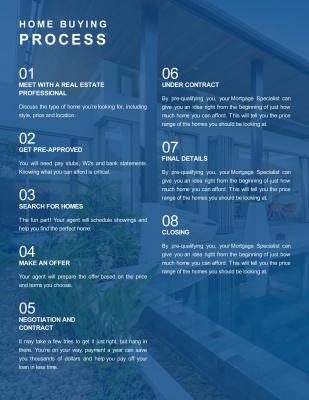 HOME BUYING
PROCESS
01
MEET WITH A REAL ESTATE
PROFESSIONAL
Discuss the type of home you're looking for, including
style, price and location.
02
GET PRE-APPROVED
You will need pay stubs, W2s and bank statements.
Knowing what you can afford is critical.
03
SEARCH FOR HOMES
The fun part! Your agent will schedule showings and
help you find the perfect home.
04
MAKE AN OFFER
Your agent will prepare the offer based on the price
and terms you choose.
05
NEGOTIATION AND
CONTRACT
It may take a few tries to get it just right, but hang in
there. You're on your way. payment a year can save
you thousands of dollars and help you pay off your
loan in less time.
06
UNDER CONTRACT
By pre-qualifying you, your Mortgage Specialist can
give you an idea right from the beginning of just how
much home you can afford. This will tell you the price
range of the homes you should be looking at.
07
FINAL DETAILS
By pre-qualifying you, your Mortgage Specialist can
give you an idea right from the beginning of just how
much home you can afford. This will tell you the price
range of the homes you should be looking at.
08
CLOSING
By pre-qualifying you, your Mortgage Specialist can
give you an idea right from the beginning of just how
much home you can afford. This will tell you the price
range of the homes you should be looking at.